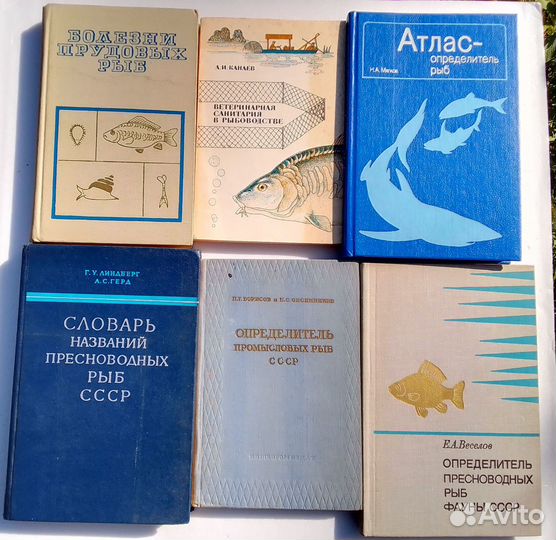 БОЛЕЗНИ
ПРУДОВЫХ
РЫБ
А.И. КАНАЕВ
ВЕТЕРИНАРНАЯ
САНИТАРИЯ
В РЫБОВОДСТВЕ
Н.А. Мягков
Атлас-
определитель
рыб
Г. У. ЛИНДБЕРГ
А. С. ГЕРД
СЛОВАРЬ
НАЗВАНИЙ
ПРЕСНОВОДНЫХ
РЫБ
СССР
П.Г. БОРИСОВ и Н.С. ОВСЯННИКОВ
ОПРЕДЕЛИТЕЛЬ
ПРОМЫСЛОВЫХ РЫБ
СССР
Е.А.Веселов
ОПРЕДЕЛИТЕЛЬ
ПРЕСНОВОДНЫХ
РЫБ
ФАУНЫ СССР
Avito